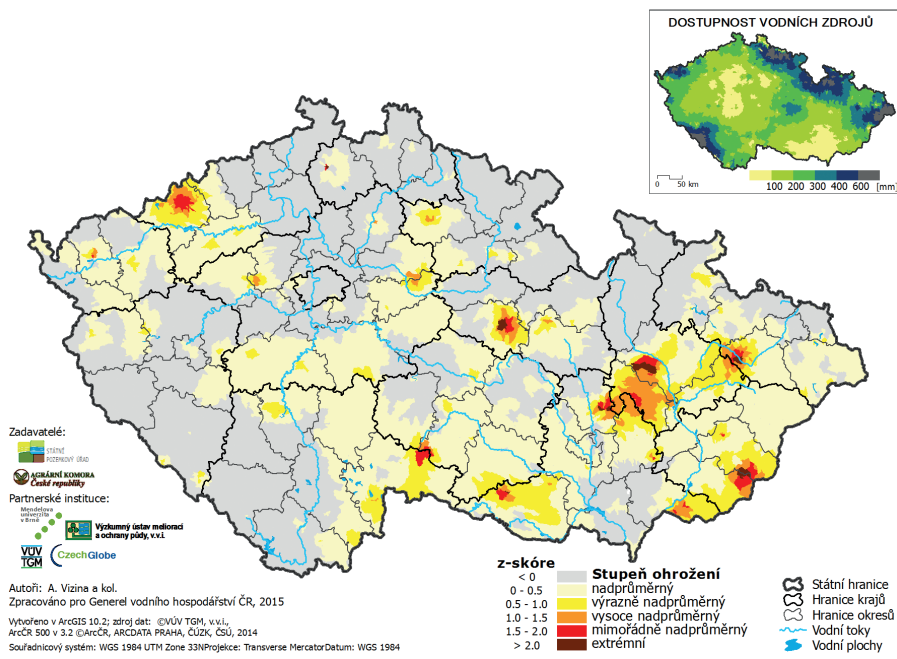 DOSTUPNOST VODNÍCH ZDROJŮ
0 50 km
100 200 300 400 600 [mm]
Zadavatelé:
STÁTNÍ
POZEMKOVÝ ÚŘAD
AGRÁRNÍ KOMORA
České republiky
Partnerské instituce:
Mendelova
univerzita
v Brně
Výzkumný ústav meliorací
a ochrany půdy, v.v.i.
VÚV
TGM
CzechGlobe
Autoři: A. Vizina a kol.
Zpracováno pro Generel vodního hospodářství ČR, 2015
Vytvořeno v ArcGIS 10.2; zdroj dat: ©VÚV TGM, v.v.i.,
ArcČR 500 v 3.2 ©ArcČR, ARCDATA PRAHA, ČÚZK, ČSÚ, 2014
Souřadnicový systém: WGS 1984 UTM Zone 33NProjekce: Transverse MercatorDatum: WGS 1984
z-skóre
Stupeň ohrožení
< 0
0 - 0.5 nadprůměrný
0.5 - 1.0 výrazně nadprůměrný
1.0 - 1.5 vysoce nadprůměrný
1.5 - 2.0 mimořádně nadprůměrný
> 2.0 extrémní
Státní hranice
Hranice krajů
Hranice okresů
Vodní toky
Vodní plochy